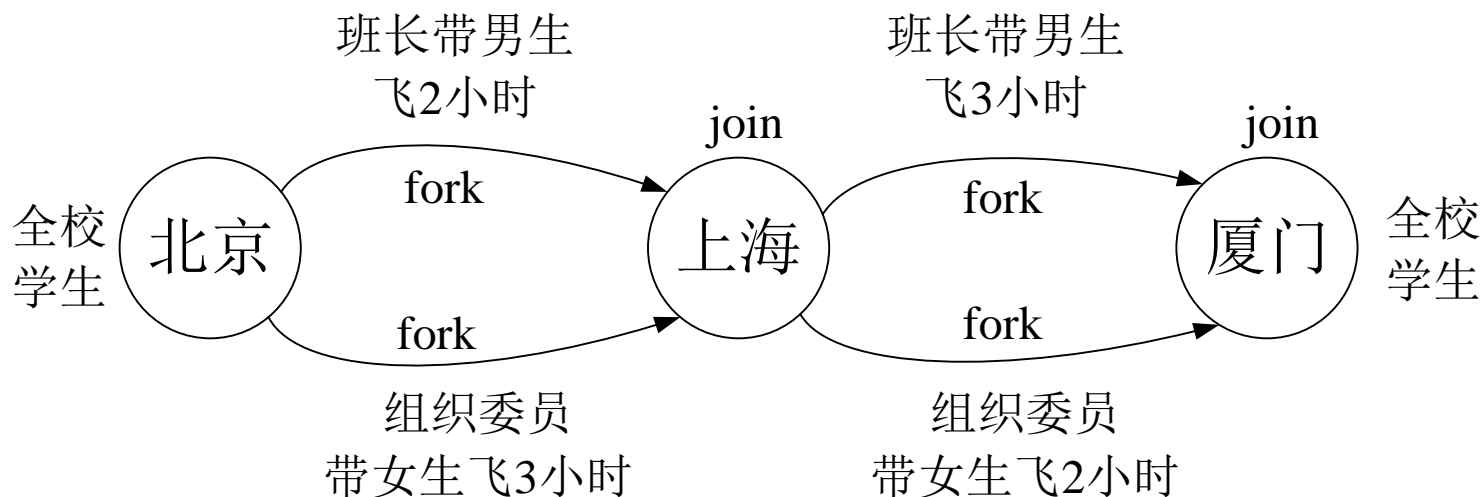 班长带男生
飞2小时
班长带男生
飞3小时
join
join
fork
fork
全校
学生
北京
上海
厦门
全校
学生
fork
fork
组织委员
带女生飞3小时
组织委员
带女生飞2小时